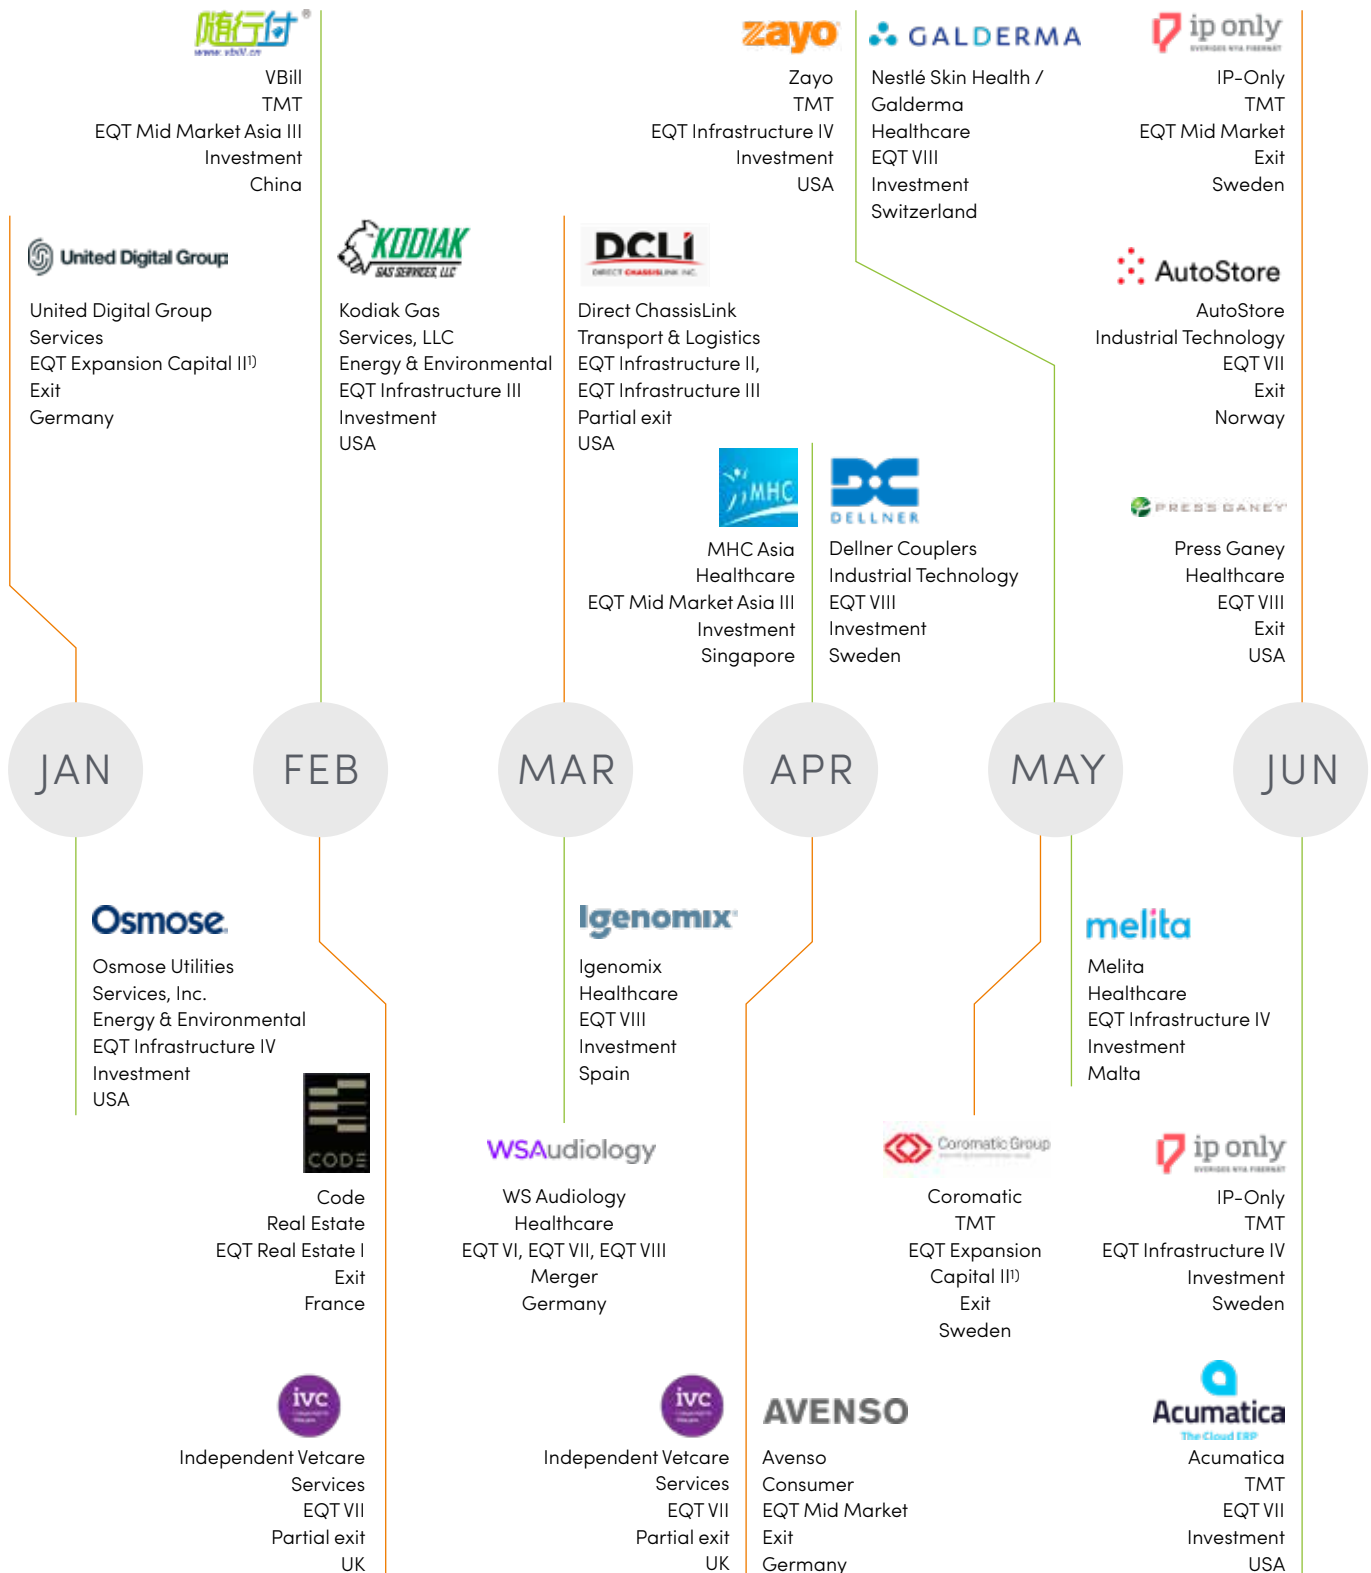 随行付®
www.vbill.cn
VBill
TMT
EQT Mid Market Asia III
Investment
China
zayo
Zayo
TMT
EQT Infrastructure IV
Investment
USA
GALDERMA
Nestlé Skin Health /
Galderma
Healthcare
EQT VIII
Investment
Switzerland
ip only
SVERIGES NYA FIBERNÄT
IP-Only
TMT
EQT Mid Market
Exit
Sweden
United Digital Group
United Digital Group
Services
EQT Expansion Capital II1)
Exit
Germany
KODIAK
GAS SERVICES, LLC
Kodiak Gas
Services, LLC
Energy & Environmental
EQT Infrastructure III
Investment
USA
DCLI
DIRECT CHASSISLINK INC.
Direct ChassisLink
Transport & Logistics
EQT Infrastructure II,
EQT Infrastructure III
Partial exit
USA
AutoStore
AutoStore
Industrial Technology
EQT VII
Exit
Norway
MHC
MHC Asia
Healthcare
EQT Mid Market Asia III
Investment
Singapore
DELLNER
Dellner Couplers
Industrial Technology
EQT VIII
Investment
Sweden
PRESS GANEY
Press Ganey
Healthcare
EQT VIII
Exit
USA
JAN
FEB
MAR
APR
MAY
JUN
Osmose
Osmose Utilities
Services, Inc.
Energy & Environmental
EQT Infrastructure IV
Investment
USA
CODE
Code
Real Estate
EQT Real Estate I
Exit
France
ivc
Independent Vetcare
Services
EQT VII
Partial exit
UK
Igenomix
Igenomix
Healthcare
EQT VIII
Investment
Spain
WSAudiology
WS Audiology
Healthcare
EQT VI, EQT VII, EQT VIII
Merger
Germany
ivc
Independent Vetcare
Services
EQT VII
Partial exit
UK
AVENSO
Avenso
Consumer
EQT Mid Market
Exit
Germany
melita
Melita
Healthcare
EQT Infrastructure IV
Investment
Malta
Coromatic Group
Coromatic
TMT
EQT Expansion
Capital II1)
Exit
Sweden
ip only
SVERIGES NYA FIBERNÄT
IP-Only
TMT
EQT Infrastructure IV
Investment
Sweden
Acumatica
The Cloud ERP
Acumatica
TMT
EQT VII
Investment
USA